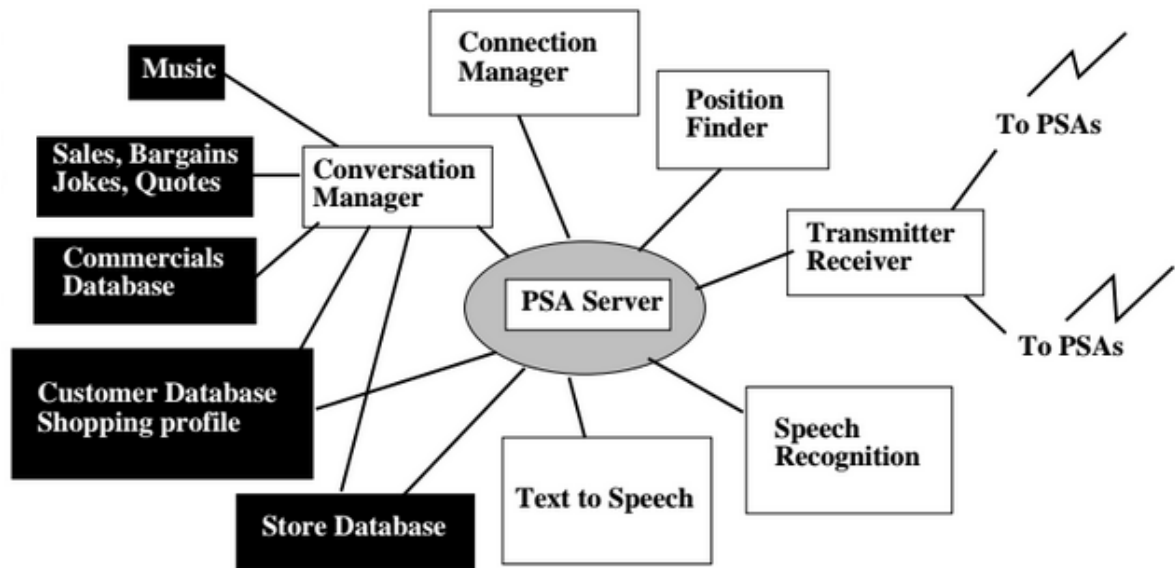 Connection
Manager
Music
Position
Finder
To PSAs
Sales, Bargains
Jokes, Quotes
Conversation
Manager
Transmitter
Receiver
Commercials
Database
PSA Server
To PSAs
Customer Database
Shopping profile
Speech
Recognition
Text to Speech
Store Database